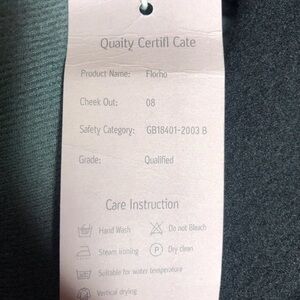 Quaity Certifl Cate
Product Name: Florho
Cheek Out: 08
Safety Category: GB18401-2003 B
Grade: Qualified
Care Instruction
Hand Wash Do not Bleach
Steam ironing P Dry clean
Suitable for water temperature
Vertical drying